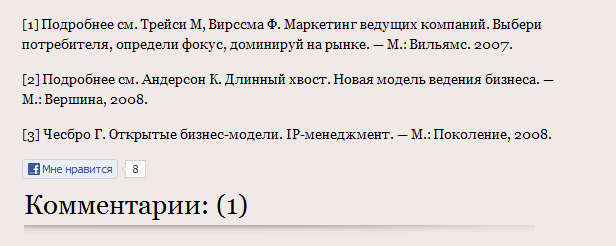 [1] Подробнее см. Трейси М, Вирссма Ф. Маркетинг ведущих компаний. Выбери
потребителя, определи фокус, доминируй на рынке. — М.: Вильямс. 2007.
[2] Подробнее см. Андерсон К. Длинный хвост. Новая модель ведения бизнеса. —
М.: Вершина, 2008.
[3] Чесбро Г. Открытые бизнес-модели. IP-менеджмент. — М.: Поколение, 2008.
Мне нравится 8
Комментарии: (1)